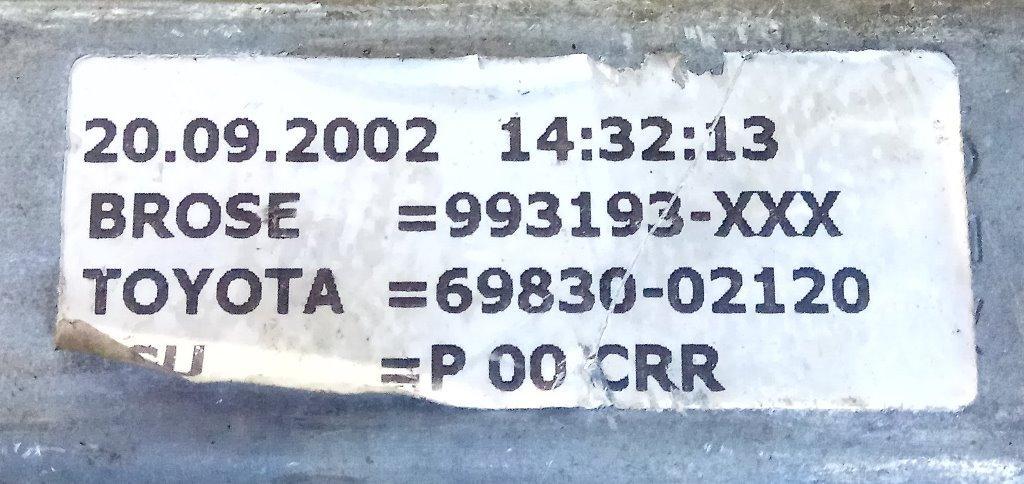 20.09.2002 14:32:13
BROSE =993193-XXX
TOYOTA =69830-02120
=P 00 CRR